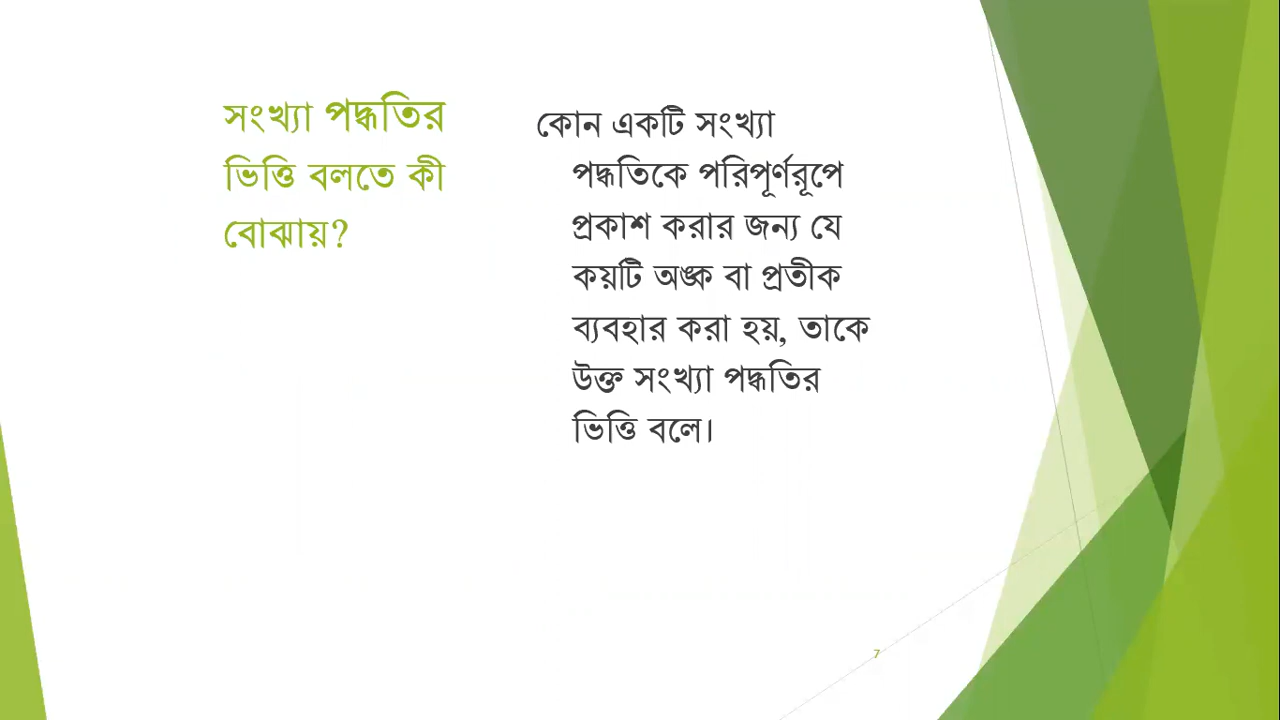 সংখ্যা পদ্ধতির
ভিত্তি বলতে কী
বোঝায়?
কোন একটি সংখ্যা
পদ্ধতিকে পরিপূর্ণরূপে
প্রকাশ করার জন্য যে
কয়টি অঙ্ক বা প্রতীক
ব্যবহার করা হয়, তাকে
উক্ত সংখ্যা পদ্ধতির
ভিত্তি বলে।
7